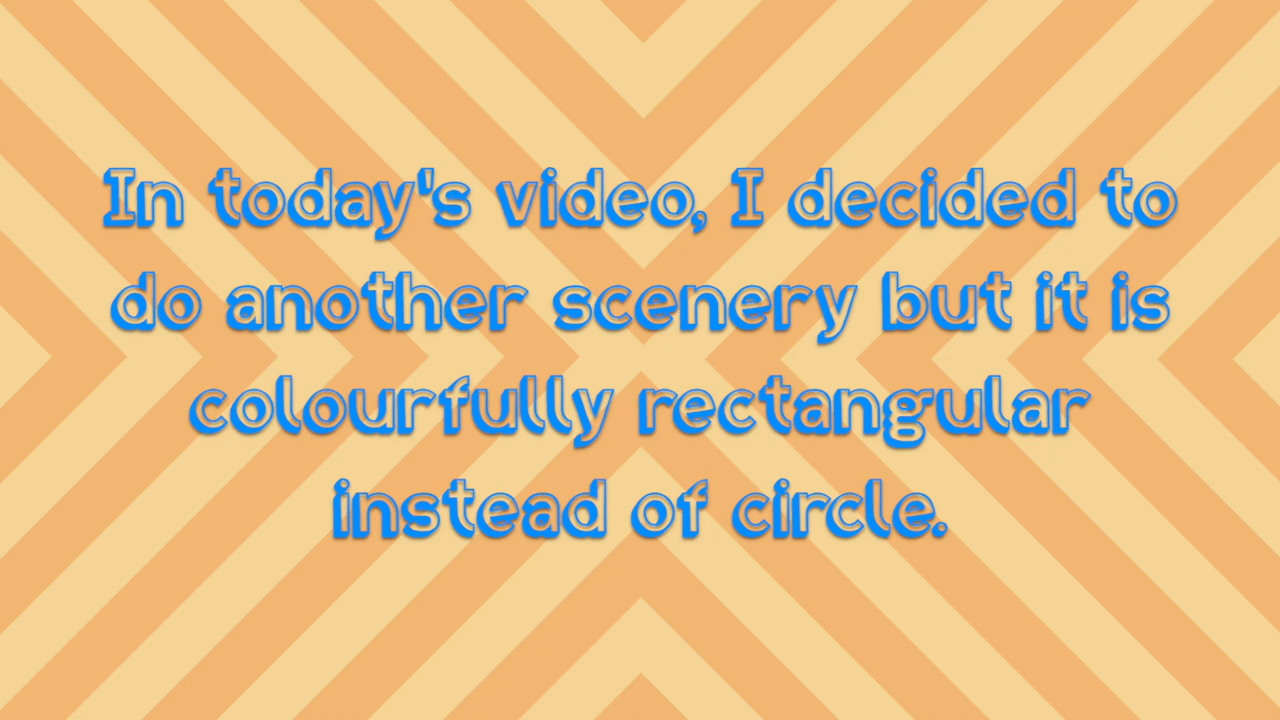 In today's video, I decided to
do another scenery but it is
colourfully rectangular
instead of circle.